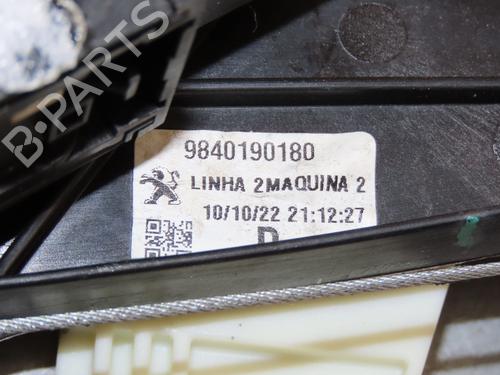 B-PARTS
9840190180
LINHA 2MAQUINA 2
10/10/22 21:12:27
D